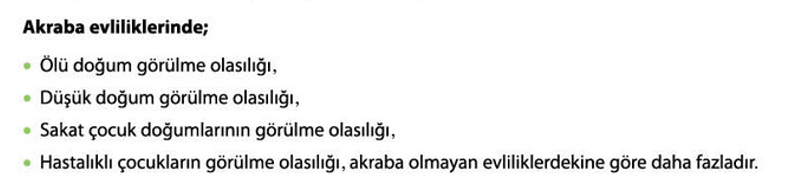 Akraba evliliklerinde;
• Ölü doğum görülme olasılığı,
• Düşük doğum görülme olasılığı,
• Sakat çocuk doğumlarının görülme olasılığı,
• Hastalıklı çocukların görülme olasılığı, akraba olmayan evliliklerdekine göre daha fazladır.